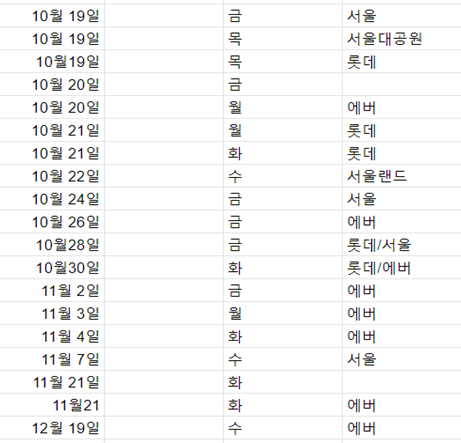 10월 19일 금 서울
10월 19일 목 서울대공원
10월19일 목 롯데
10월 20일 금
10월 20일 월 에버
10월 21일 월 롯데
10월 21일 화 롯데
10월 22일 수 서울랜드
10월 24일 금 서울
10월 26일 금 에버
10월28일 금 롯데/서울
10월30일 화 롯데/에버
11월 2일 금 에버
11월 3일 월 에버
11월 4일 화 에버
11월 7일 수 서울
11월 21일 화
11월21 화 에버
12월 19일 수 에버